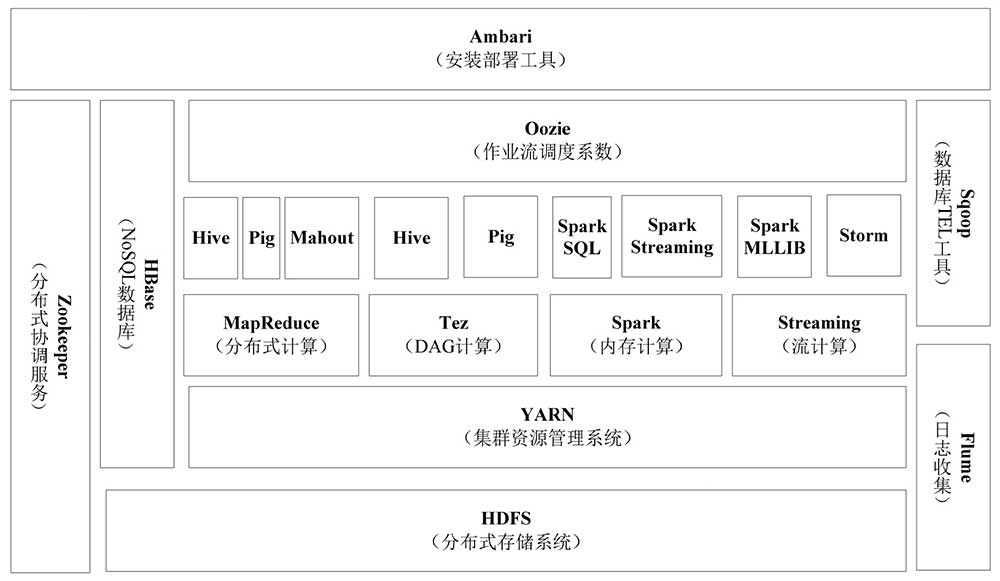 Ambari
（安装部署工具）
Zookeeper
（分布式协调服务）
HBase
（NoSQL数据库）
Oozie
（作业流调度系数）
Sqoop
（数据库TEL工具）
Hive
Pig
Mahout
Hive
Pig
Spark
SQL
Spark
Streaming
Spark
MLLIB
Storm
MapReduce
（分布式计算）
Tez
（DAG计算）
Spark
（内存计算）
Streaming
（流计算）
YARN
（集群资源管理系统）
Flume
（日志收集）
HDFS
（分布式存储系统）